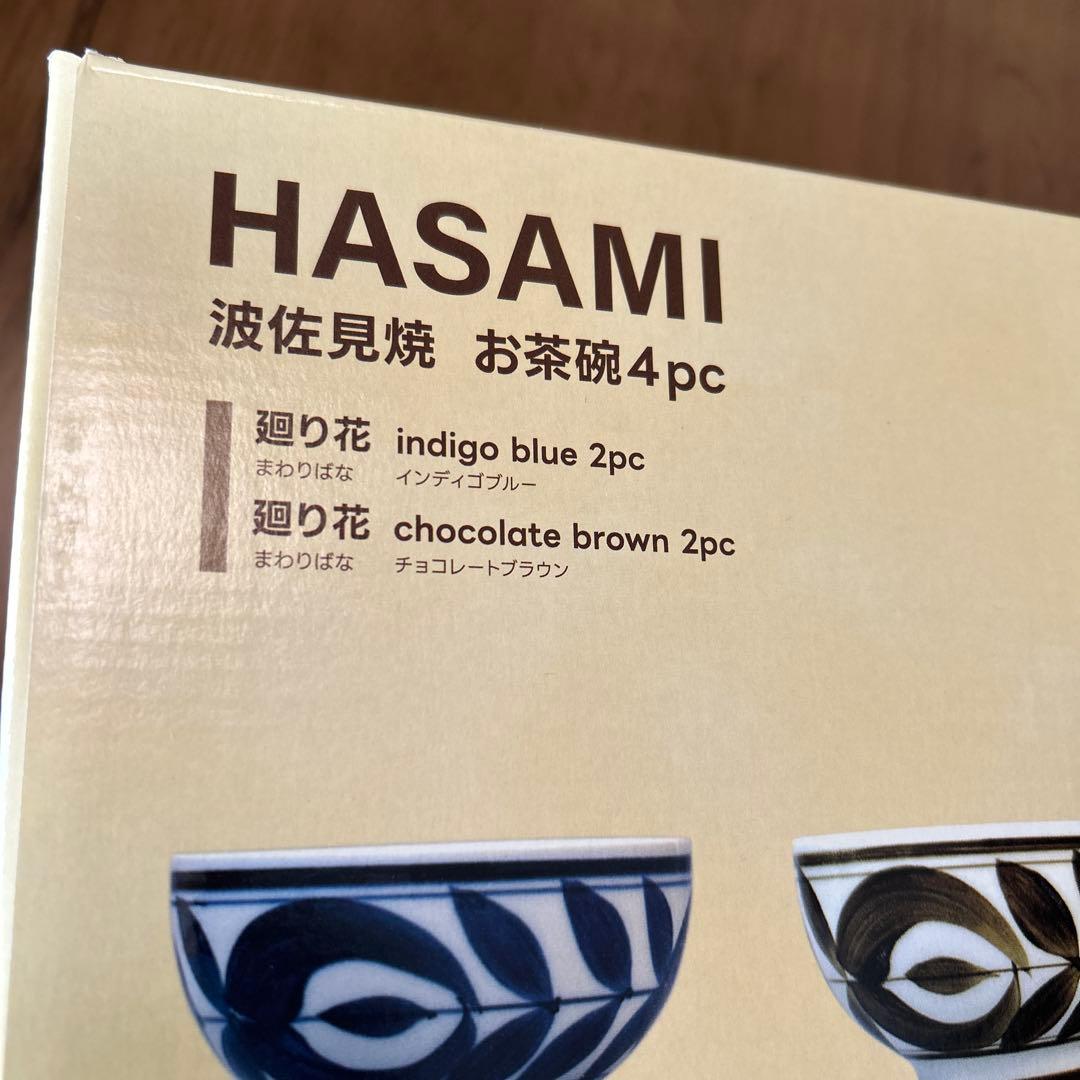 HASAMI
波佐見焼 お茶碗4pc
廻り花 indigo blue 2pc
まわりばな インディゴブルー
廻り花 chocolate brown 2pc
まわりばな チョコレートブラウン